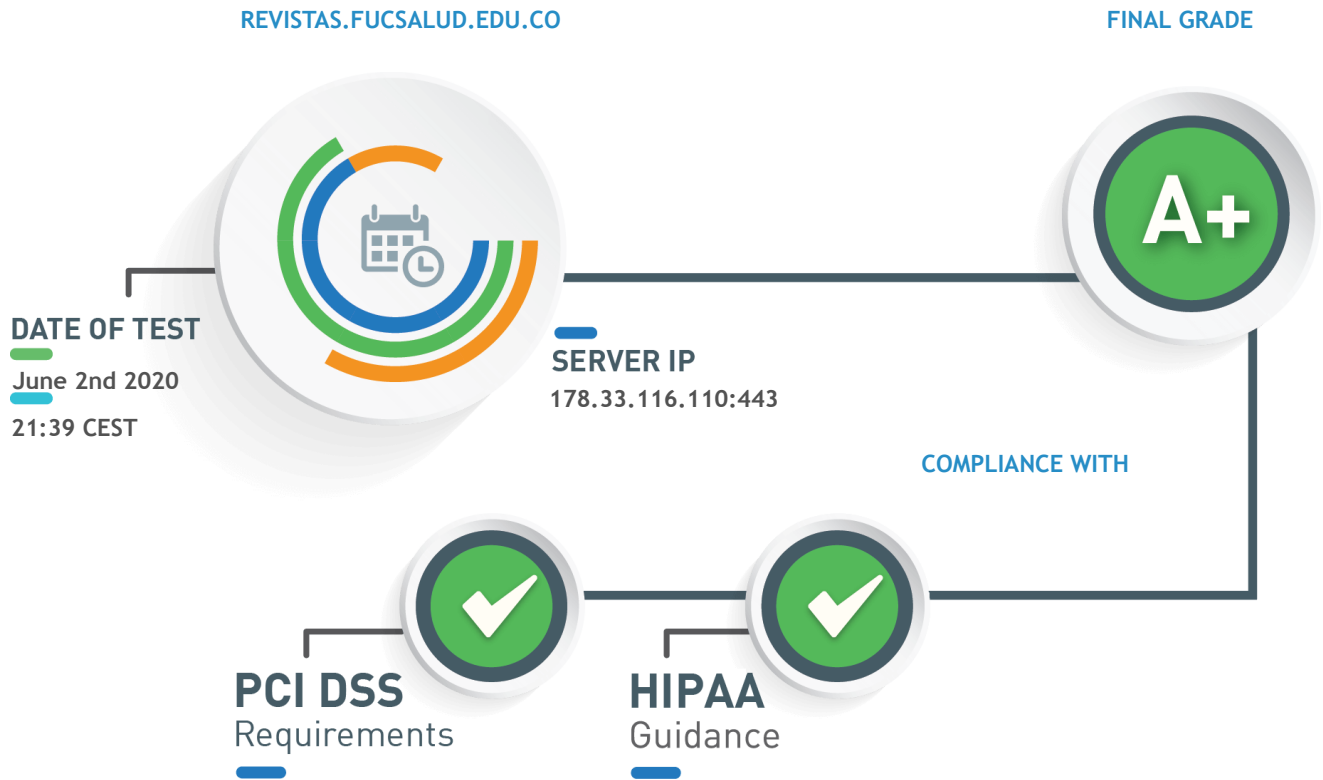 REVISTAS.FUCSALUD.EDU.CO
FINAL GRADE
A+
DATE OF TEST
June 2nd 2020
21:39 CEST
SERVER IP
178.33.116.110:443
COMPLIANCE WITH
PCI DSS
Requirements
HIPAA
Guidance